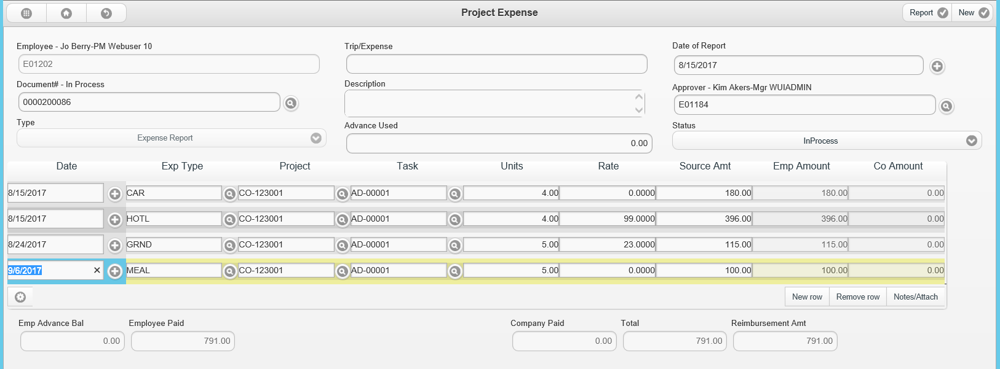 Project Expense
Report New
Employee - Jo Berry-PM Webuser 10
E01202
Document# - In Process
0000200086
Type
Expense Report
Trip/Expense
Description
Advance Used
0.00
Date of Report
8/15/2017
Approver - Kim Akers-Mgr WUIADMIN
E01184
Status
InProcess
Date Exp Type Project Task Units Rate Source Amt Emp Amount Co Amount
8/15/2017 CAR CO-123001 AD-00001 4.00 0.0000 180.00 180.00 0.00
8/15/2017 HOTL CO-123001 AD-00001 4.00 99.0000 396.00 396.00 0.00
8/24/2017 GRND CO-123001 AD-00001 5.00 23.0000 115.00 115.00 0.00
9/6/2017 MEAL CO-123001 AD-00001 5.00 0.0000 100.00 100.00 0.00
New row Remove row Notes/Attach
Emp Advance Bal Employee Paid Company Paid Total Reimbursement Amt
0.00 791.00 0.00 791.00 791.00